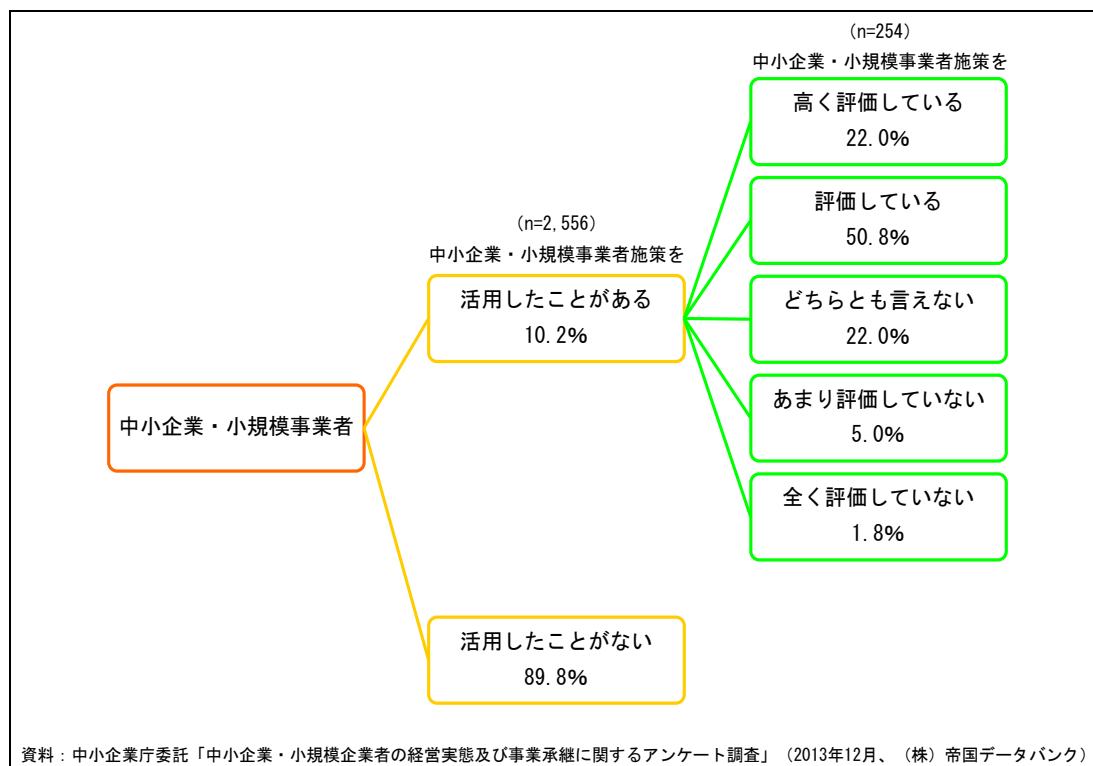 中小企業・小規模事業者
(n=2,556)
中小企業・小規模事業者施策を
活用したことがある
10.2%
活用したことがない
89.8%
(n=254)
中小企業・小規模事業者施策を
高く評価している
22.0%
評価している
50.8%
どちらとも言えない
22.0%
あまり評価していない
5.0%
全く評価していない
1.8%
資料:中小企業庁委託「中小企業・小規模企業者の経営実態及び事業承継に関するアンケート調査」(2013年12月、(株)帝国データバンク)